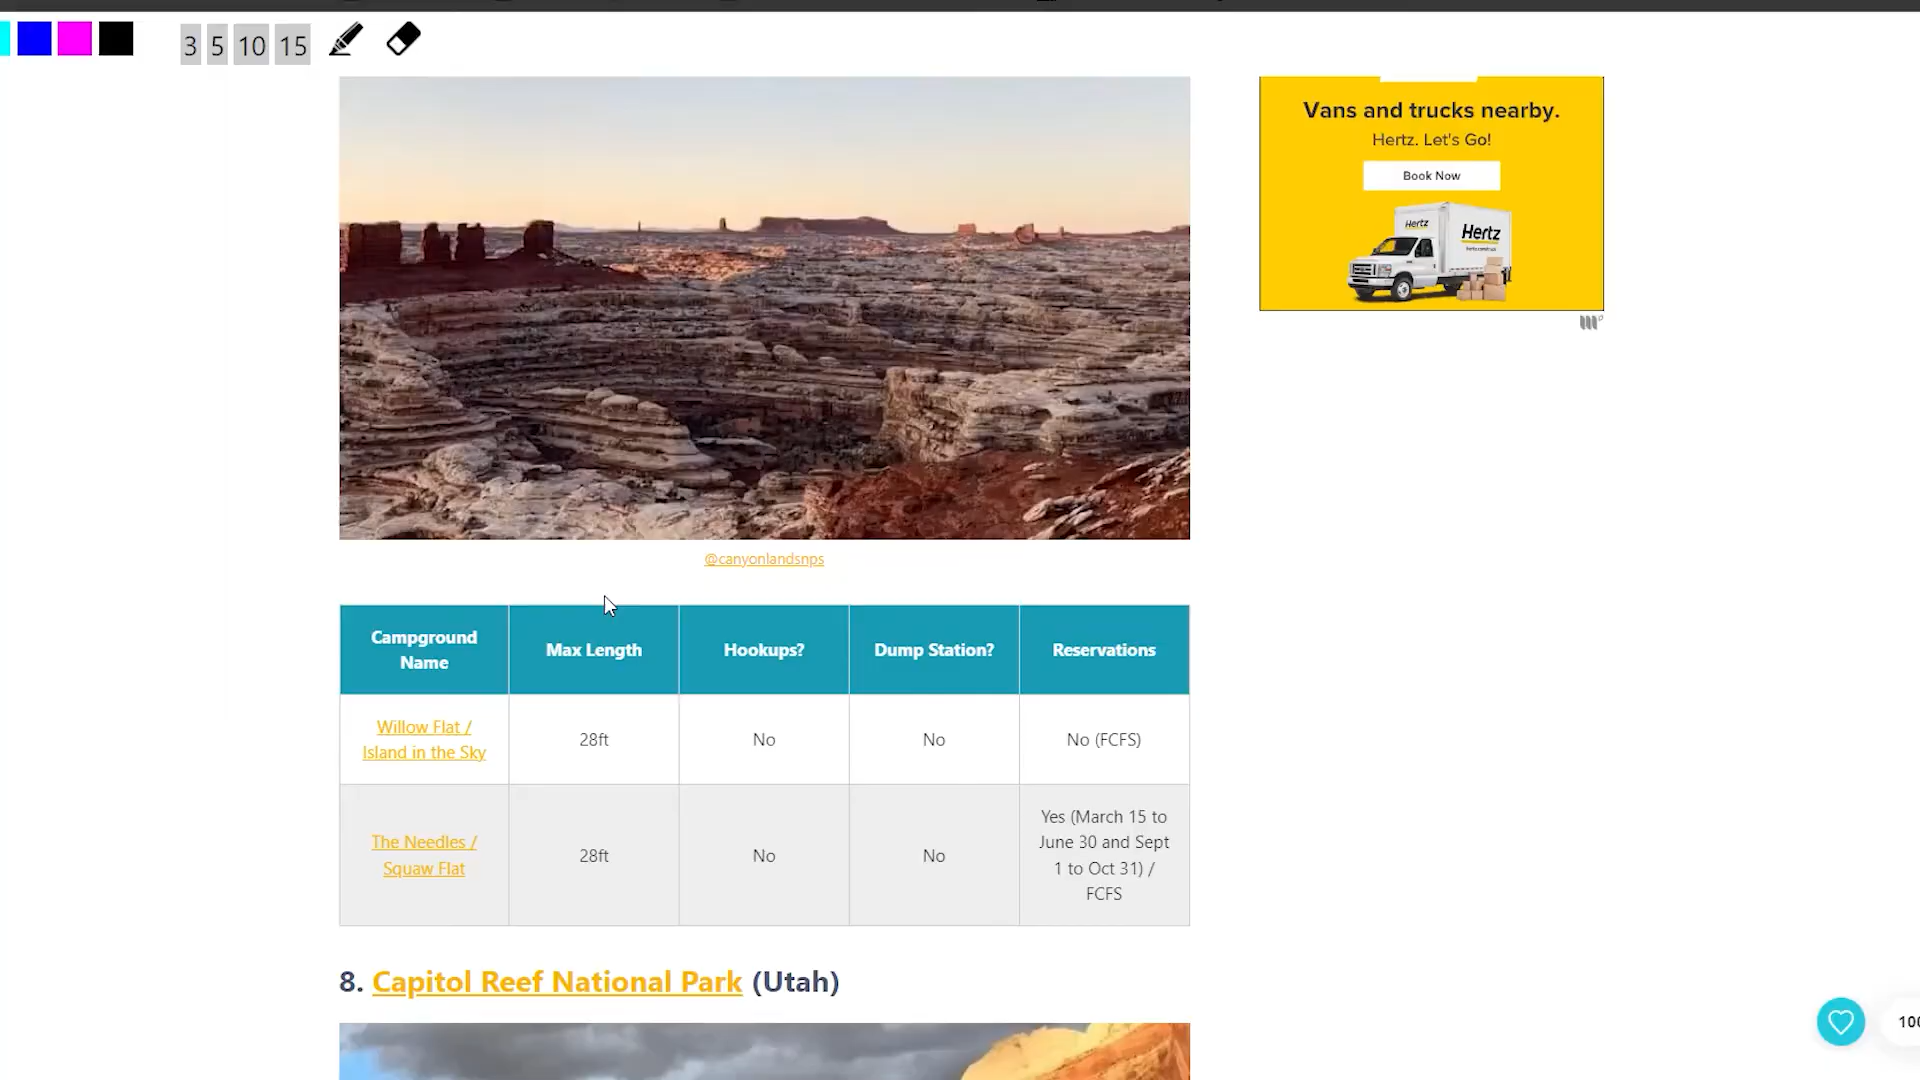 3 5 10 15
Vans and trucks nearby.
Hertz. Let's Go!
Book Now
Hertz
Hertz
@canyonlandsnps
Campground
Name
Max Length
Hookups?
Dump Station?
Reservations
Willow Flat /
Island in the Sky
28ft
No
No
No (FCFS)
The Needles /
Squaw Flat
28ft
No
No
Yes (March 15 to
June 30 and Sept
1 to Oct 31) /
FCFS
8. Capitol Reef National Park (Utah)